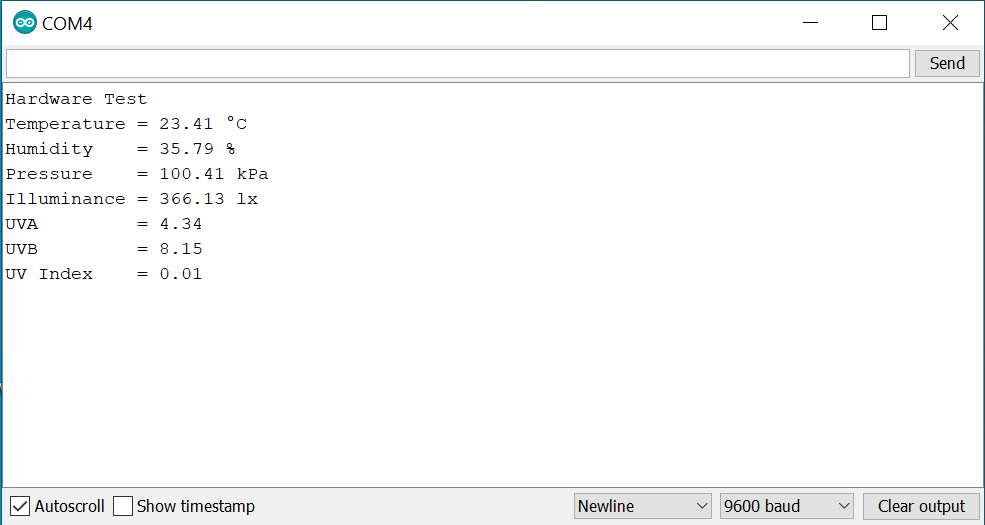 COM4
Send
Hardware Test
Temperature = 23.41 °C
Humidity    = 35.79 %
Pressure    = 100.41 kPa
Illuminance = 366.13 lx
UVA         = 4.34
UVB         = 8.15
UV Index    = 0.01
Autoscroll Show timestamp Newline 9600 baud Clear output